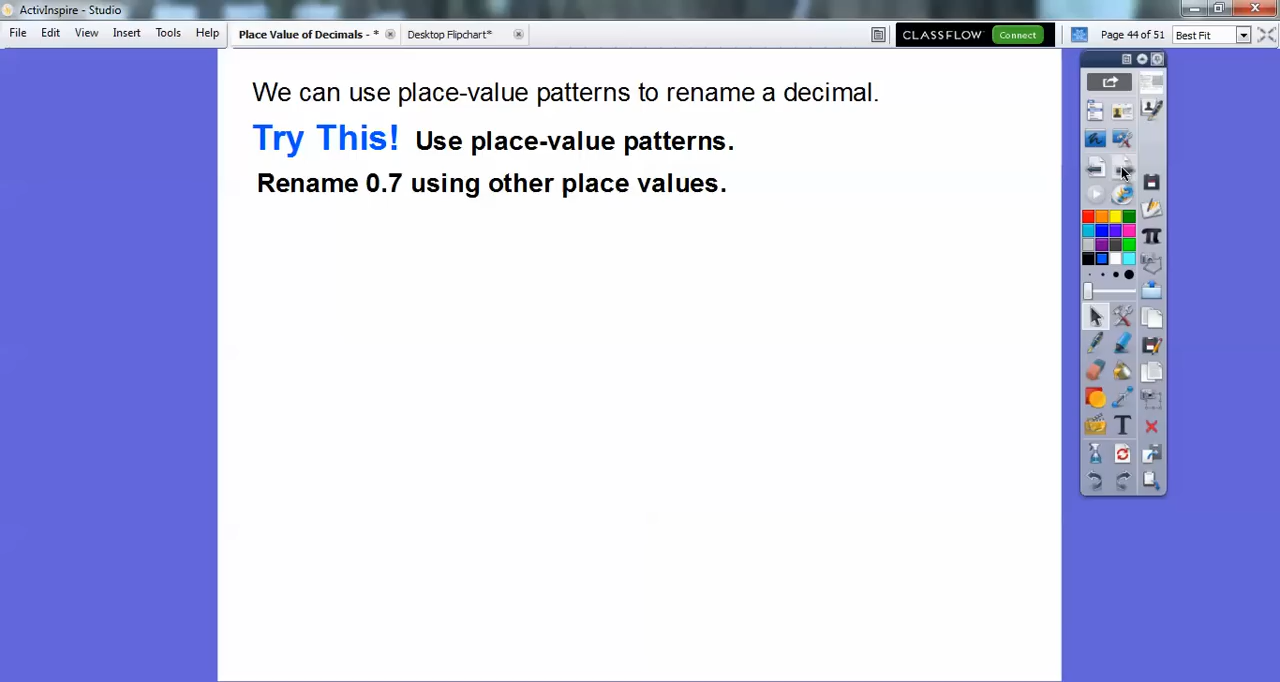 ActivInspire - Studio
File Edit View Insert Tools Help
Place Value of Decimals - *
Desktop Flipchart*
CLASSFLOW Connect
Page 44 of 51
Best Fit
We can use place-value patterns to rename a decimal.
Try This! Use place-value patterns.
Rename 0.7 using other place values.